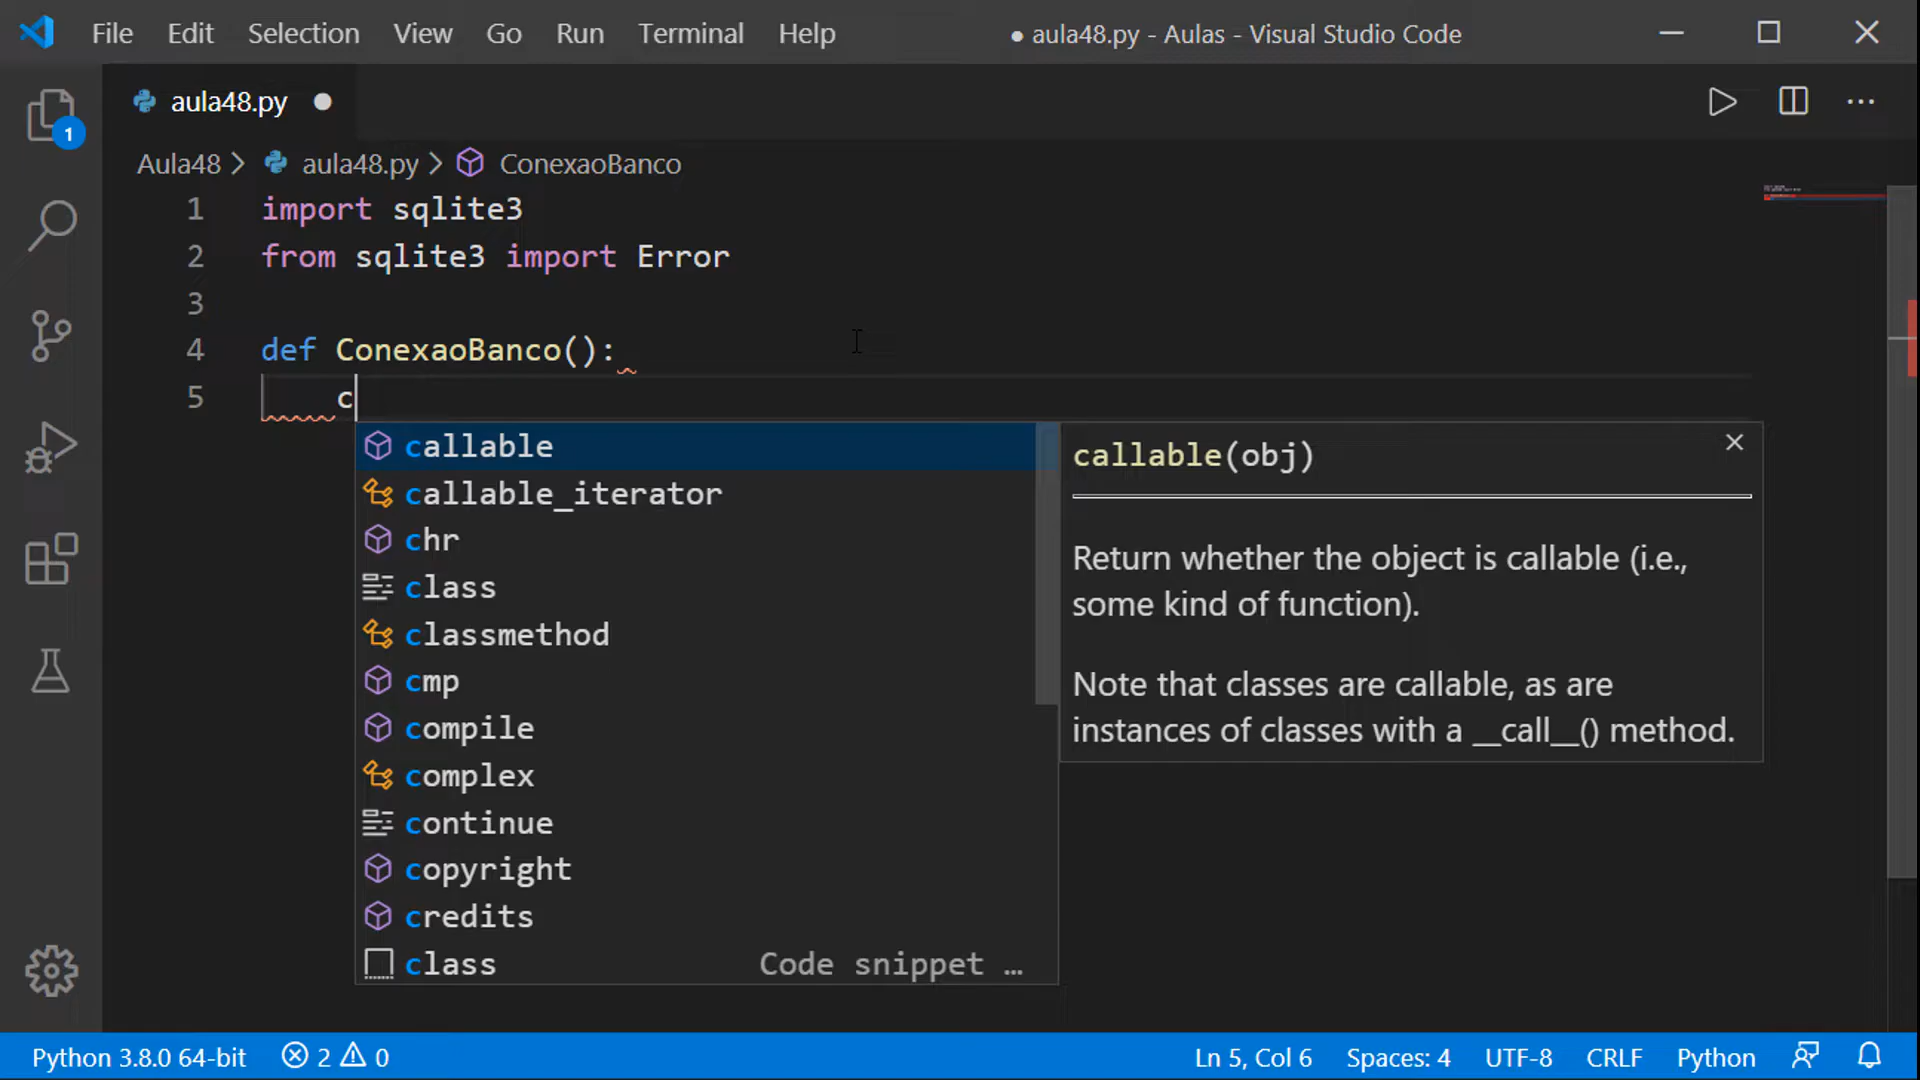 File Edit Selection View Go Run Terminal Help ● aula48.py - Aulas - Visual Studio Code
aula48.py
Aula48 > aula48.py > ConexaoBanco
1
1 import sqlite3
2 from sqlite3 import Error
3
4 def ConexaoBanco():
5 c
callable
callable_iterator
chr
class
classmethod
cmp
compile
complex
continue
copyright
credits
class Code snippet …
callable(obj)
Return whether the object is callable (i.e.,
some kind of function).
Note that classes are callable, as are
instances of classes with a __call__() method.
Python 3.8.0 64-bit 2 0 Ln 5, Col 6 Spaces: 4 UTF-8 CRLF Python